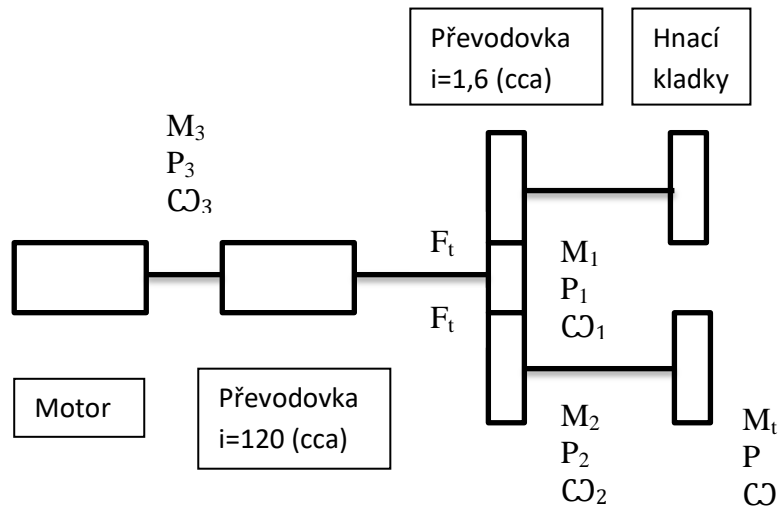 Převodovka
i=1,6 (cca)
Hnací
kladky
M₃
P₃
ω₃
Fₜ
Fₜ
M₁
P₁
ω₁
Motor
Převodovka
i=120 (cca)
M₂
P₂
ω₂
Mₜ
P
ω